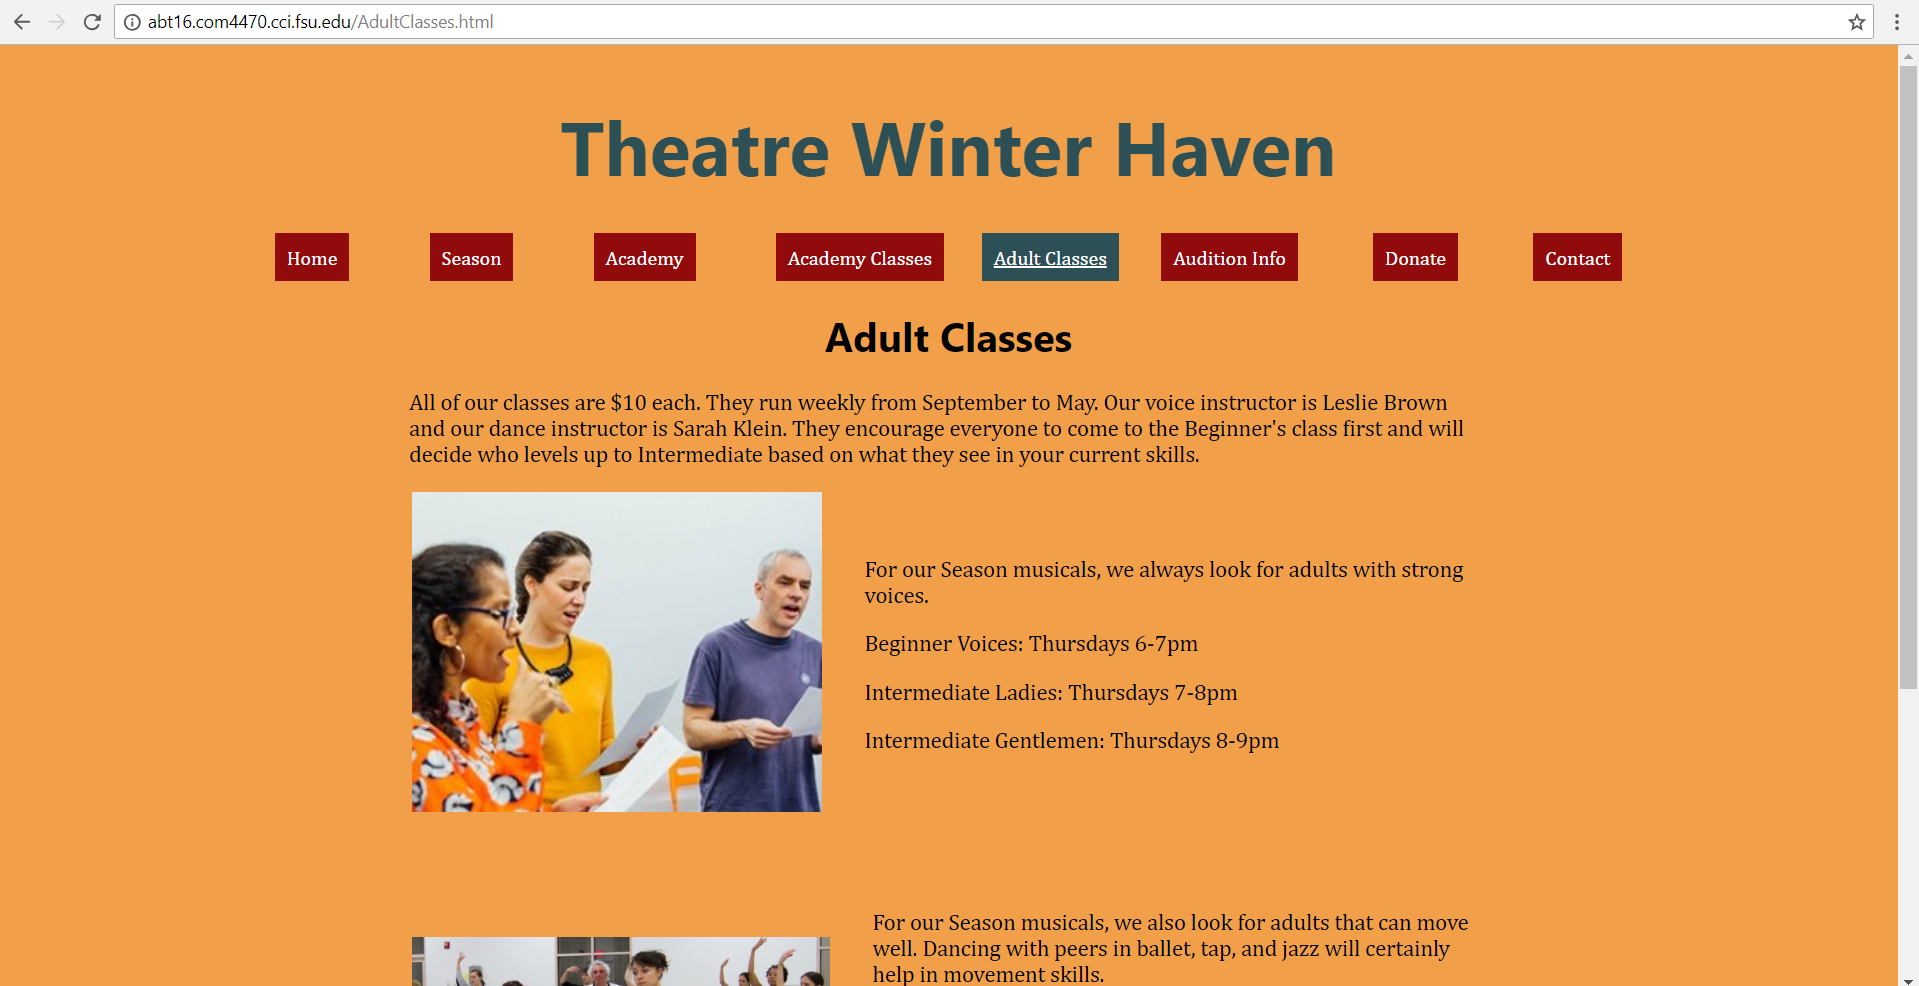 abt16.com4470.cci.fsu.edu/AdultClasses.html
Theatre Winter Haven
Home Season Academy Academy Classes Adult Classes Audition Info Donate Contact
Adult Classes
All of our classes are $10 each. They run weekly from September to May. Our voice instructor is Leslie Brown
and our dance instructor is Sarah Klein. They encourage everyone to come to the Beginner's class first and will
decide who levels up to Intermediate based on what they see in your current skills.
For our Season musicals, we always look for adults with strong
voices.
Beginner Voices: Thursdays 6-7pm
Intermediate Ladies: Thursdays 7-8pm
Intermediate Gentlemen: Thursdays 8-9pm
For our Season musicals, we also look for adults that can move
well. Dancing with peers in ballet, tap, and jazz will certainly
help in movement skills.